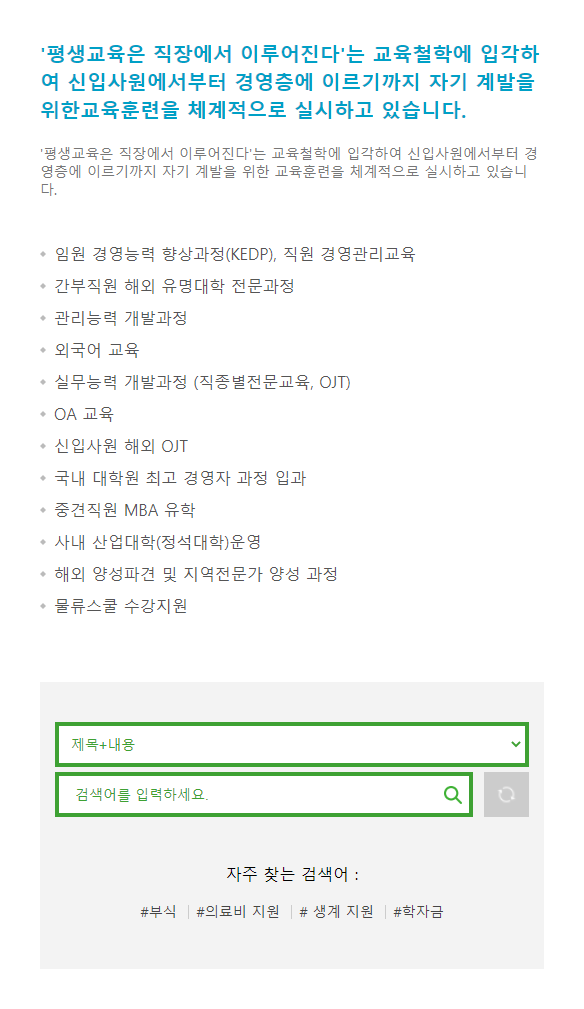 '평생교육은 직장에서 이루어진다'는 교육철학에 입각하
여 신입사원에서부터 경영층에 이르기까지 자기 계발을
위한교육훈련을 체계적으로 실시하고 있습니다.
'평생교육은 직장에서 이루어진다'는 교육철학에 입각하여 신입사원에서부터 경
영층에 이르기까지 자기 계발을 위한 교육훈련을 체계적으로 실시하고 있습니
다.
임원 경영능력 향상과정(KEDP), 직원 경영관리교육
간부직원 해외 유명대학 전문과정
관리능력 개발과정
외국어 교육
실무능력 개발과정 (직종별전문교육, OJT)
OA 교육
신입사원 해외 OJT
국내 대학원 최고 경영자 과정 입과
중견직원 MBA 유학
사내 산업대학(정석대학)운영
해외 양성파견 및 지역전문가 양성 과정
물류스쿨 수강지원
제목+내용
검색어를 입력하세요.
자주 찾는 검색어 :
#부식 #의료비 지원 # 생계 지원 #학자금